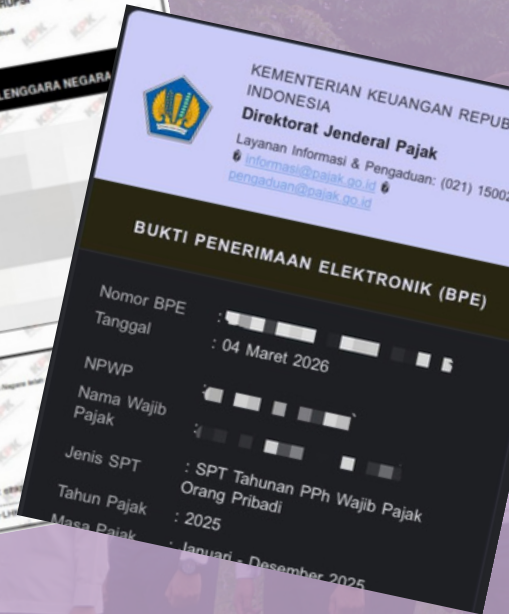 LENGGARA NEGARA
KEMENTERIAN KEUANGAN REPUB
INDONESIA
Direktorat Jenderal Pajak
Layanan Informasi & Pengaduan: (021) 15002
� informasi@pajak.go.id �
pengaduan@pajak.go.id
BUKTI PENERIMAAN ELEKTRONIK (BPE)
Nomor BPE :
Tanggal : 04 Maret 2026
NPWP
Nama Wajib
Pajak
Jenis SPT : SPT Tahunan PPh Wajib Pajak
Orang Pribadi
Tahun Pajak : 2025
Masa Pajak : Januari - Desember 2025